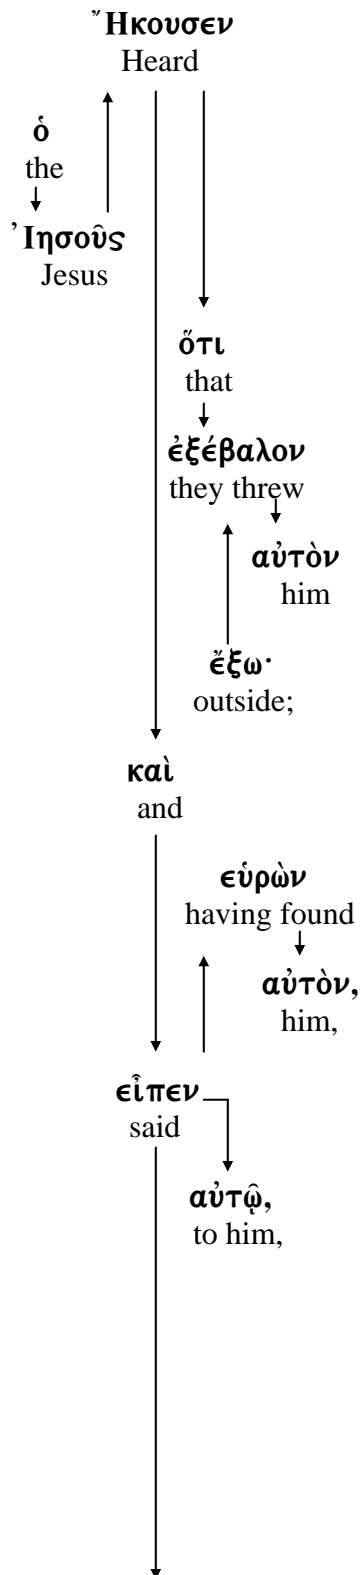 Ἤκουσεν
Heard
ὁ
the
Ἰησοῦς
Jesus
ὅτι
that
ἐξέβαλον
they threw
αὐτὸν
him
ἔξω·
outside;
καὶ
and
εὑρὼν
having found
αὐτὸν,
him,
εἶπεν
said
αὐτῷ,
to him,